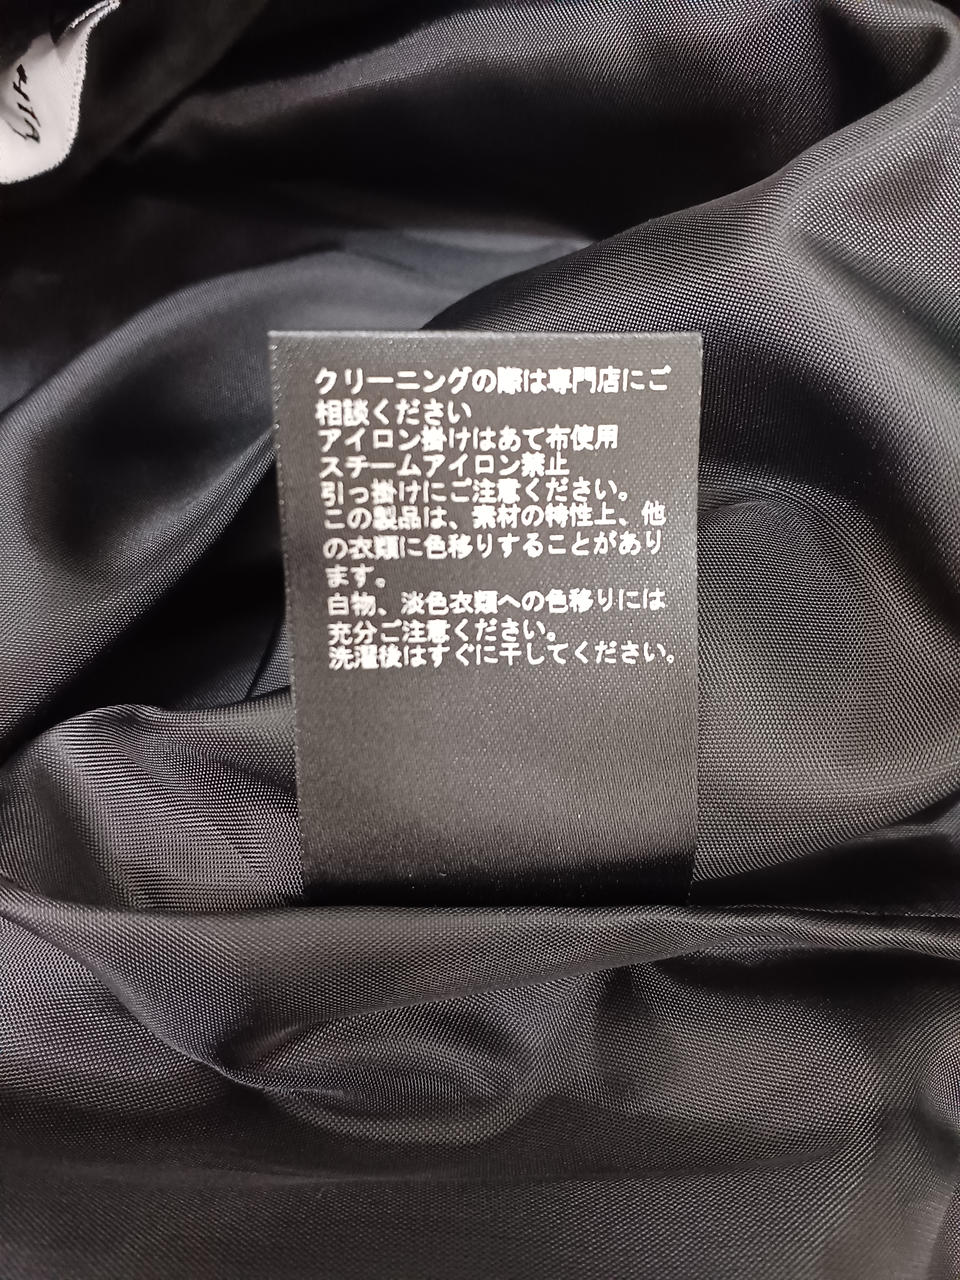 クリーニングの際は専門店にご
相談ください
アイロン掛けはあて布使用
スチームアイロン禁止
引っ掛けにご注意ください。
この製品は、素材の特性上、他
の衣類に色移りすることがあり
ます。
白物、淡色衣類への色移りには
充分ご注意ください。
洗濯後はすぐに干してください。